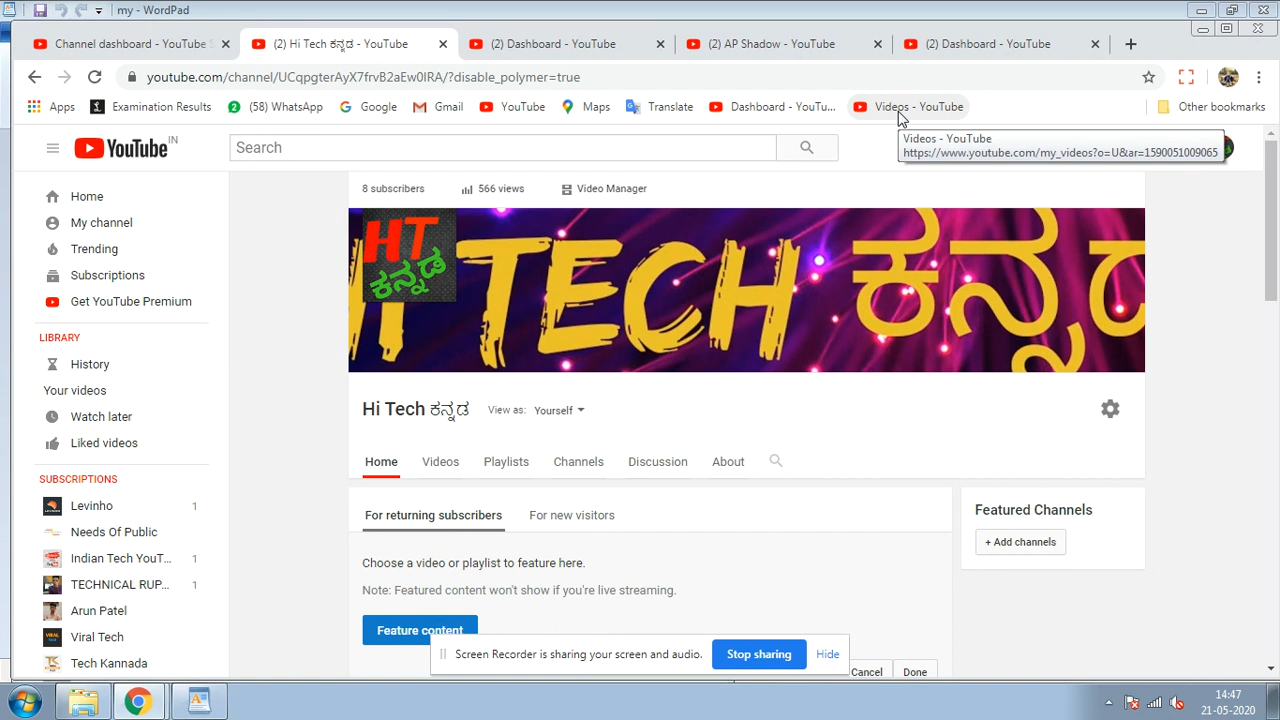 my - WordPad
Channel dashboard - YouTube S
(2) Hi Tech ಕನ್ನಡ - YouTube
(2) Dashboard - YouTube
(2) AP Shadow - YouTube
(2) Dashboard - YouTube
youtube.com/channel/UCqpgterAyX7frvB2aEw0IRA/?disable_polymer=true
Apps
Examination Results
(58) WhatsApp
Google
Gmail
YouTube
Maps
Translate
Dashboard - YouTu...
Videos - YouTube
Other bookmarks
Videos - YouTube
https://www.youtube.com/my_videos?o=U&ar=1590051009065
YouTube IN
Search
8 subscribers
566 views
Video Manager
Home
My channel
Trending
Subscriptions
Get YouTube Premium
LIBRARY
History
Your videos
Watch later
Liked videos
SUBSCRIPTIONS
Levinho 1
Needs Of Public
Indian Tech YouT... 1
TECHNICAL RUP... 1
Arun Patel
Viral Tech
Tech Kannada
HT
ಕನ್ನಡ
HI TECH ಕನ್ನಡ
Hi Tech ಕನ್ನಡ
View as: Yourself
Home
Videos
Playlists
Channels
Discussion
About
For returning subscribers
For new visitors
Choose a video or playlist to feature here.
Note: Featured content won't show if you're live streaming.
Feature content
Featured Channels
+ Add channels
Screen Recorder is sharing your screen and audio.
Stop sharing
Hide
Cancel
Done
14:47
21-05-2020